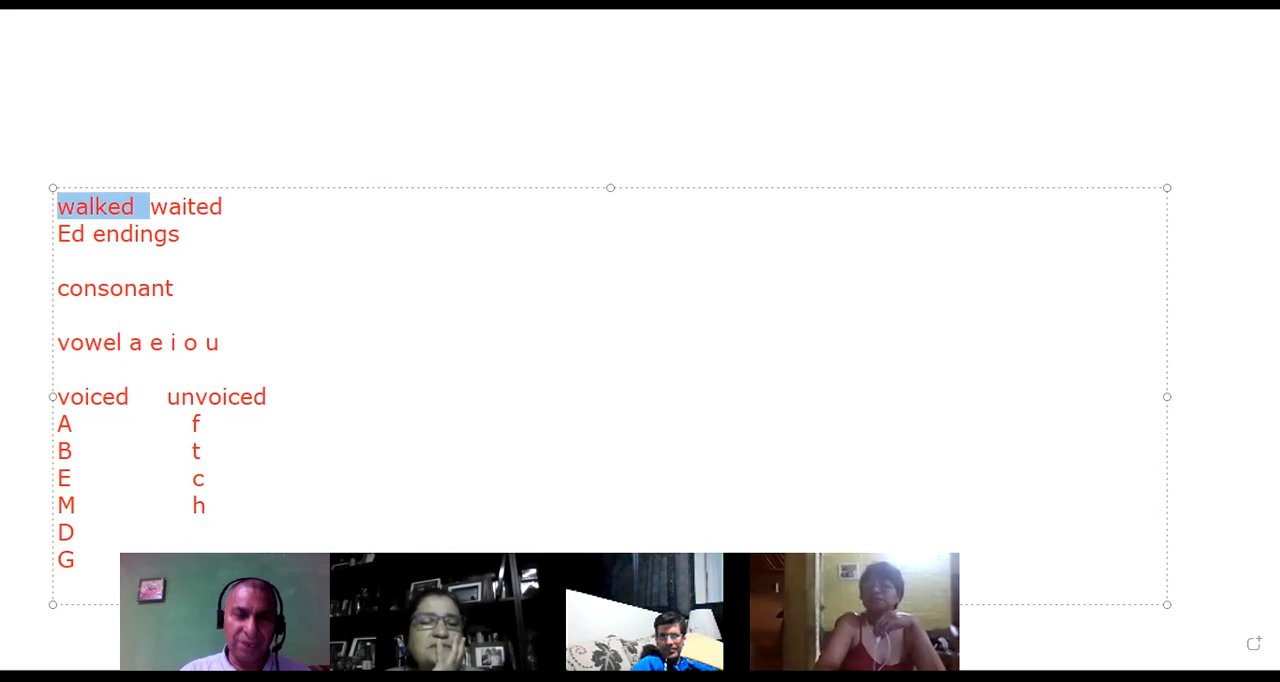 walked waited
Ed endings
consonant
vowel a e i o u
voiced unvoiced
A f
B t
E c
M h
D
G